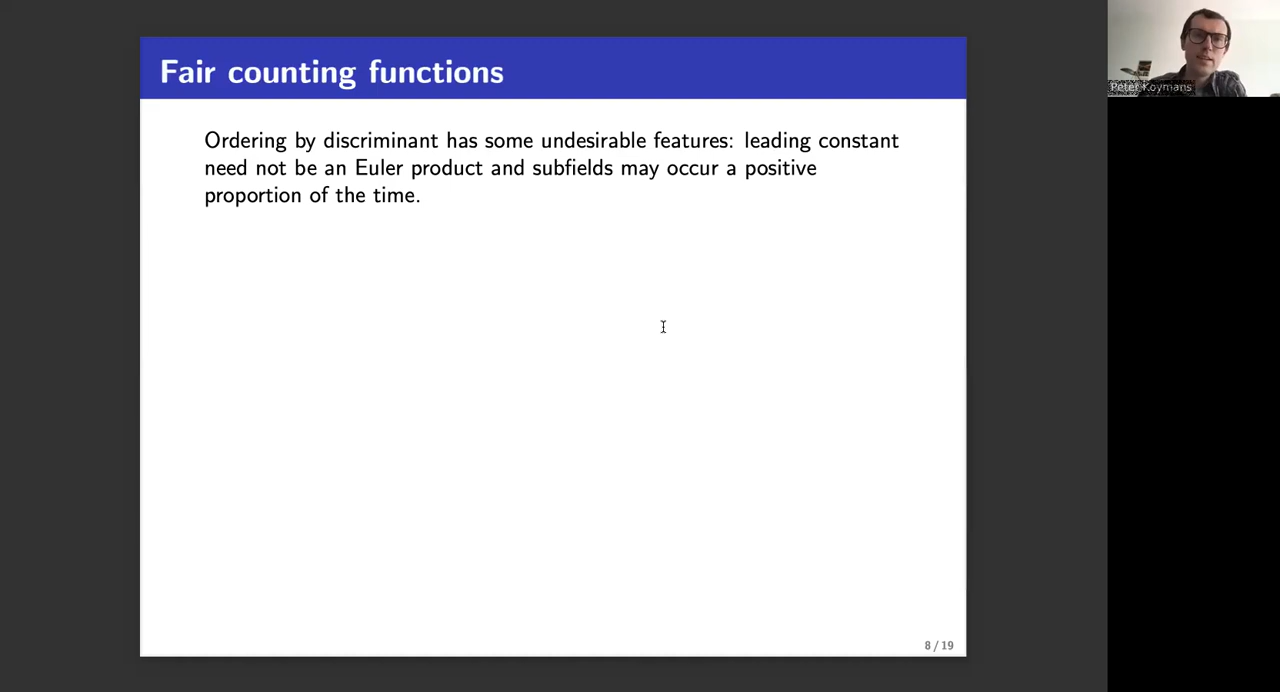 Fair counting functions
Ordering by discriminant has some undesirable features: leading constant
need not be an Euler product and subfields may occur a positive
proportion of the time.
8 / 19
Peter Koymans